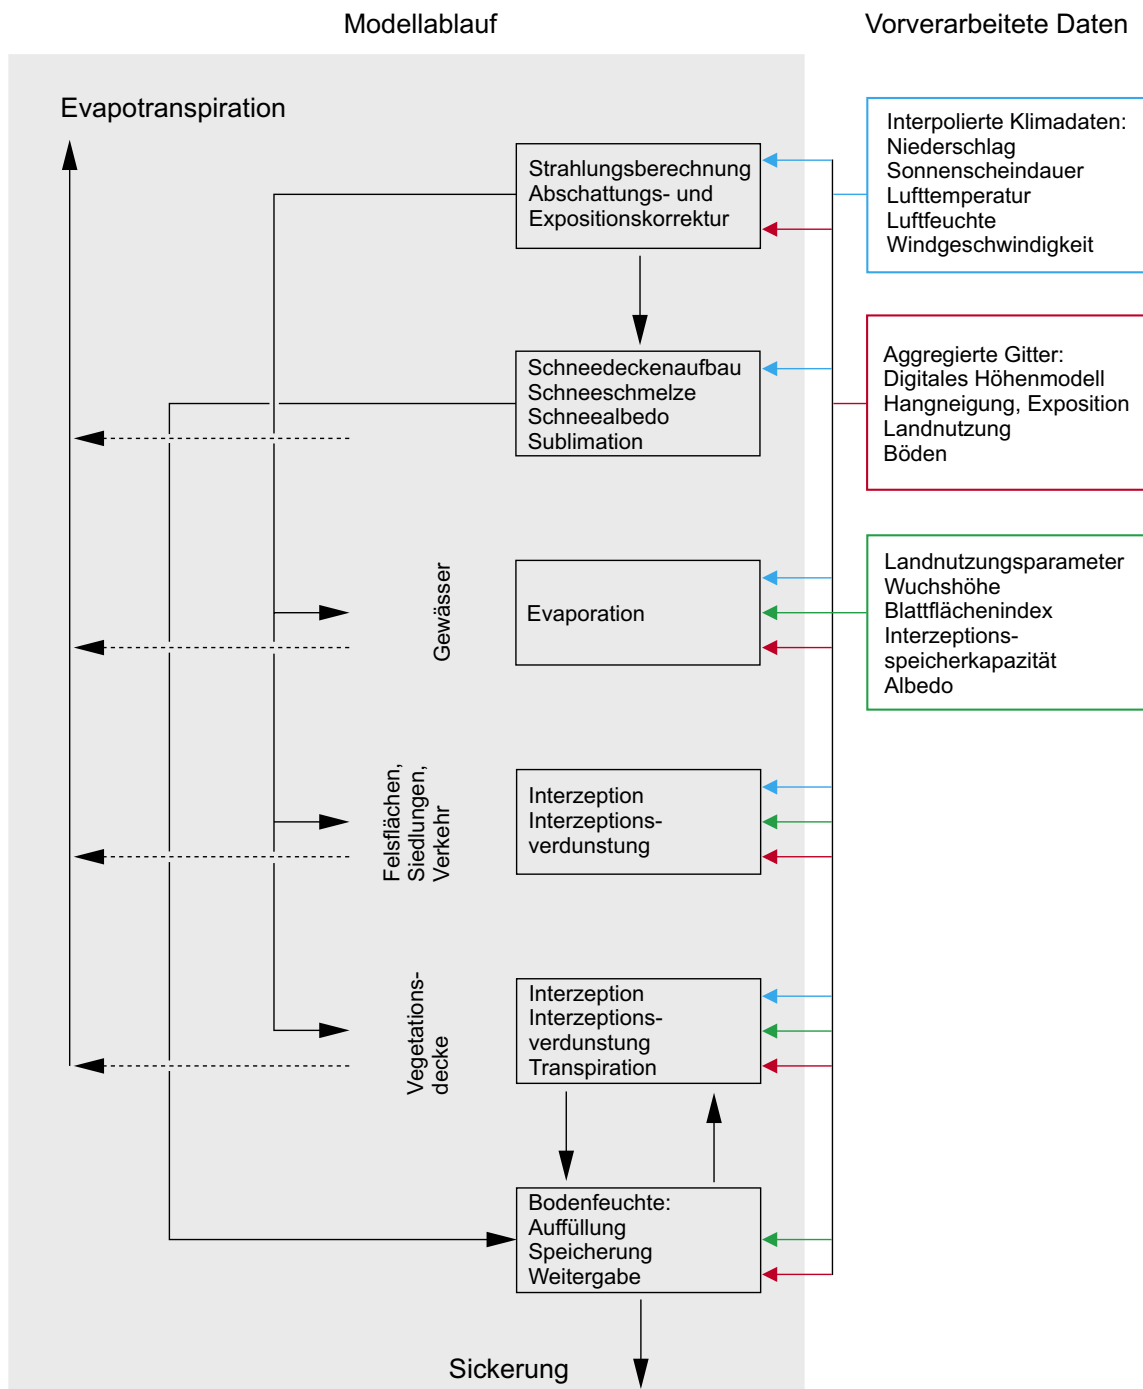 Modellablauf
Vorverarbeitete Daten
Evapotranspiration
Strahlungsberechnung
Abschattungs- und
Expositionskorrektur
Interpolierte Klimadaten:
Niederschlag
Sonnenscheindauer
Lufttemperatur
Luftfeuchte
Windgeschwindigkeit
Schneedeckenaufbau
Schneeschmelze
Schneealbedo
Sublimation
Aggregierte Gitter:
Digitales Höhenmodell
Hangneigung, Exposition
Landnutzung
Böden
Gewässer
Evaporation
Landnutzungsparameter
Wuchshöhe
Blattflächenindex
Interzeptions-
speicherkapazität
Albedo
Felsflächen,
Siedlungen,
Verkehr
Interzeption
Interzeptions-
verdunstung
Vegetations-
decke
Interzeption
Interzeptions-
verdunstung
Transpiration
Bodenfeuchte:
Auffüllung
Speicherung
Weitergabe
Sickerung